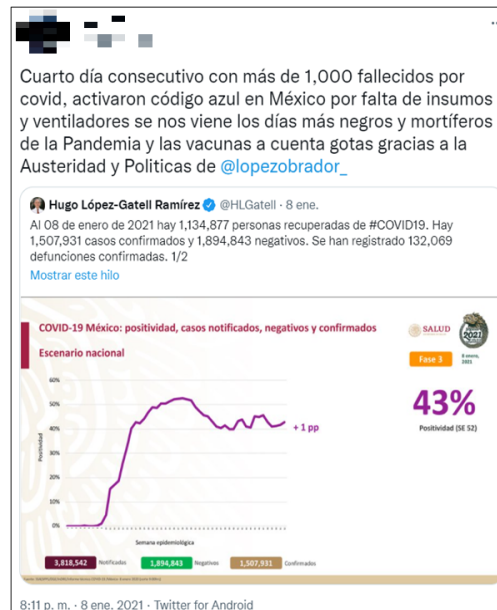 Cuarto día consecutivo con más de 1,000 fallecidos por
covid, activaron código azul en México por falta de insumos
y ventiladores se nos viene los días más negros y mortíferos
de la Pandemia y las vacunas a cuenta gotas gracias a la
Austeridad y Politicas de @lopezobrador_
Hugo López-Gatell Ramírez @HLGatell · 8 ene.
Al 08 de enero de 2021 hay 1,134,877 personas recuperadas de #COVID19. Hay
1,507,931 casos confirmados y 1,894,843 negativos. Se han registrado 132,069
defunciones confirmadas. 1/2
Mostrar este hilo
COVID-19 México: positividad, casos notificados, negativos y confirmados
Escenario nacional
SALUD
2021
Fase 3
8 enero,
2021
60%
50%
40%
30%
20%
10%
0%
Positividad
+ 1 pp
43%
Positividad (SE 52)
Semana epidemiológica
3,818,542 Notificados
1,894,843 Negativos
1,507,931 Confirmados
8:11 p. m. · 8 ene. 2021 · Twitter for Android